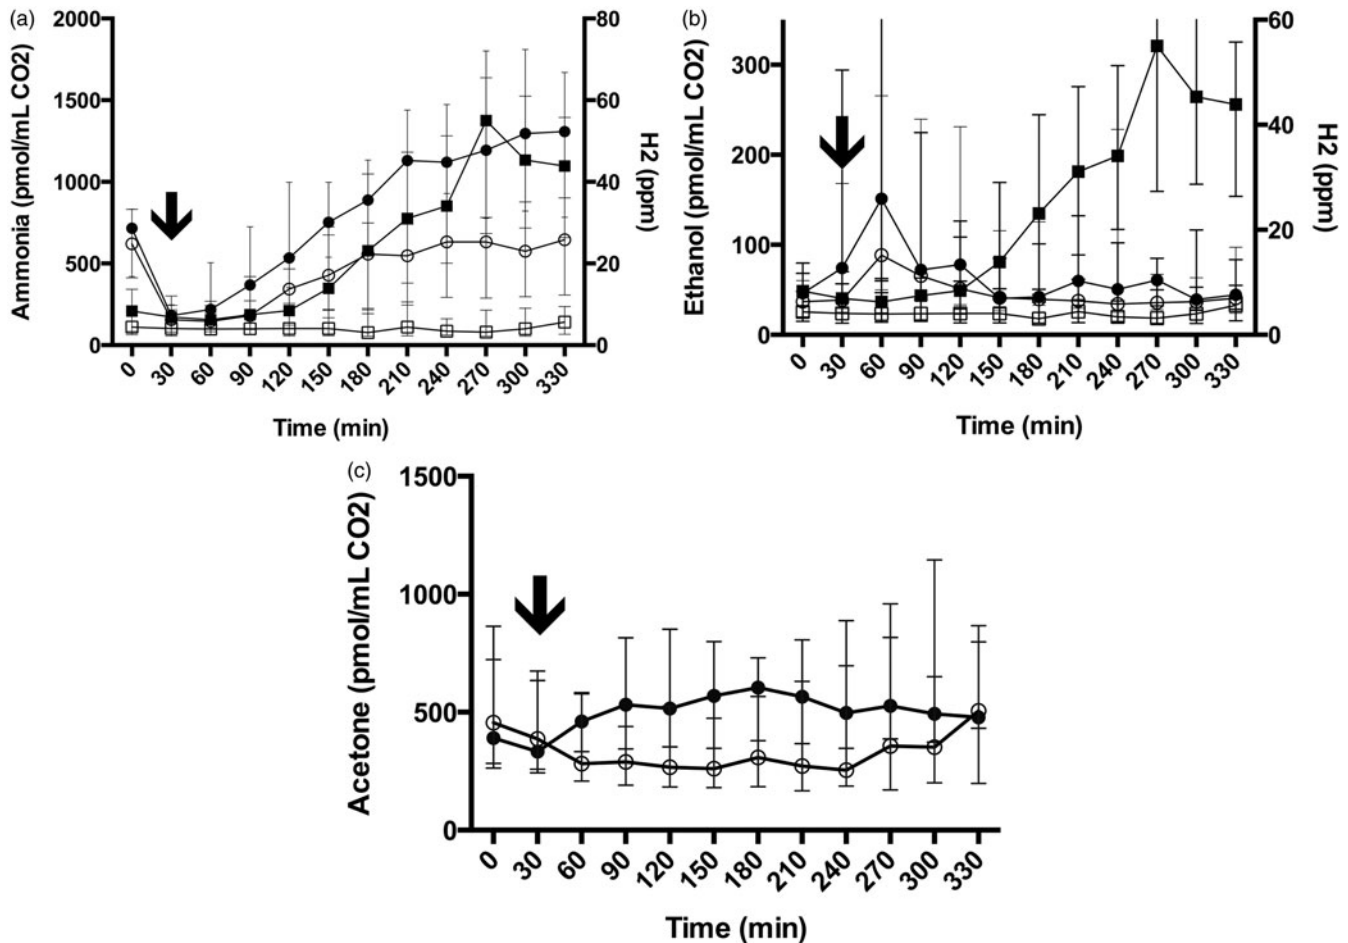 (a)
Ammonia (pmol/mL CO2)
2000
1500
1000
500
0
80
60
40
20
0
H2 (ppm)
0 30 60 90 120 150 180 210 240 270 300 330
Time (min)
(b)
Ethanol (pmol/mL CO2)
300
200
100
0
60
40
20
0
H2 (ppm)
0 30 60 90 120 150 180 210 240 270 300 330
Time (min)
(c)
Acetone (pmol/mL CO2)
1500
1000
500
0
0 30 60 90 120 150 180 210 240 270 300 330
Time (min)